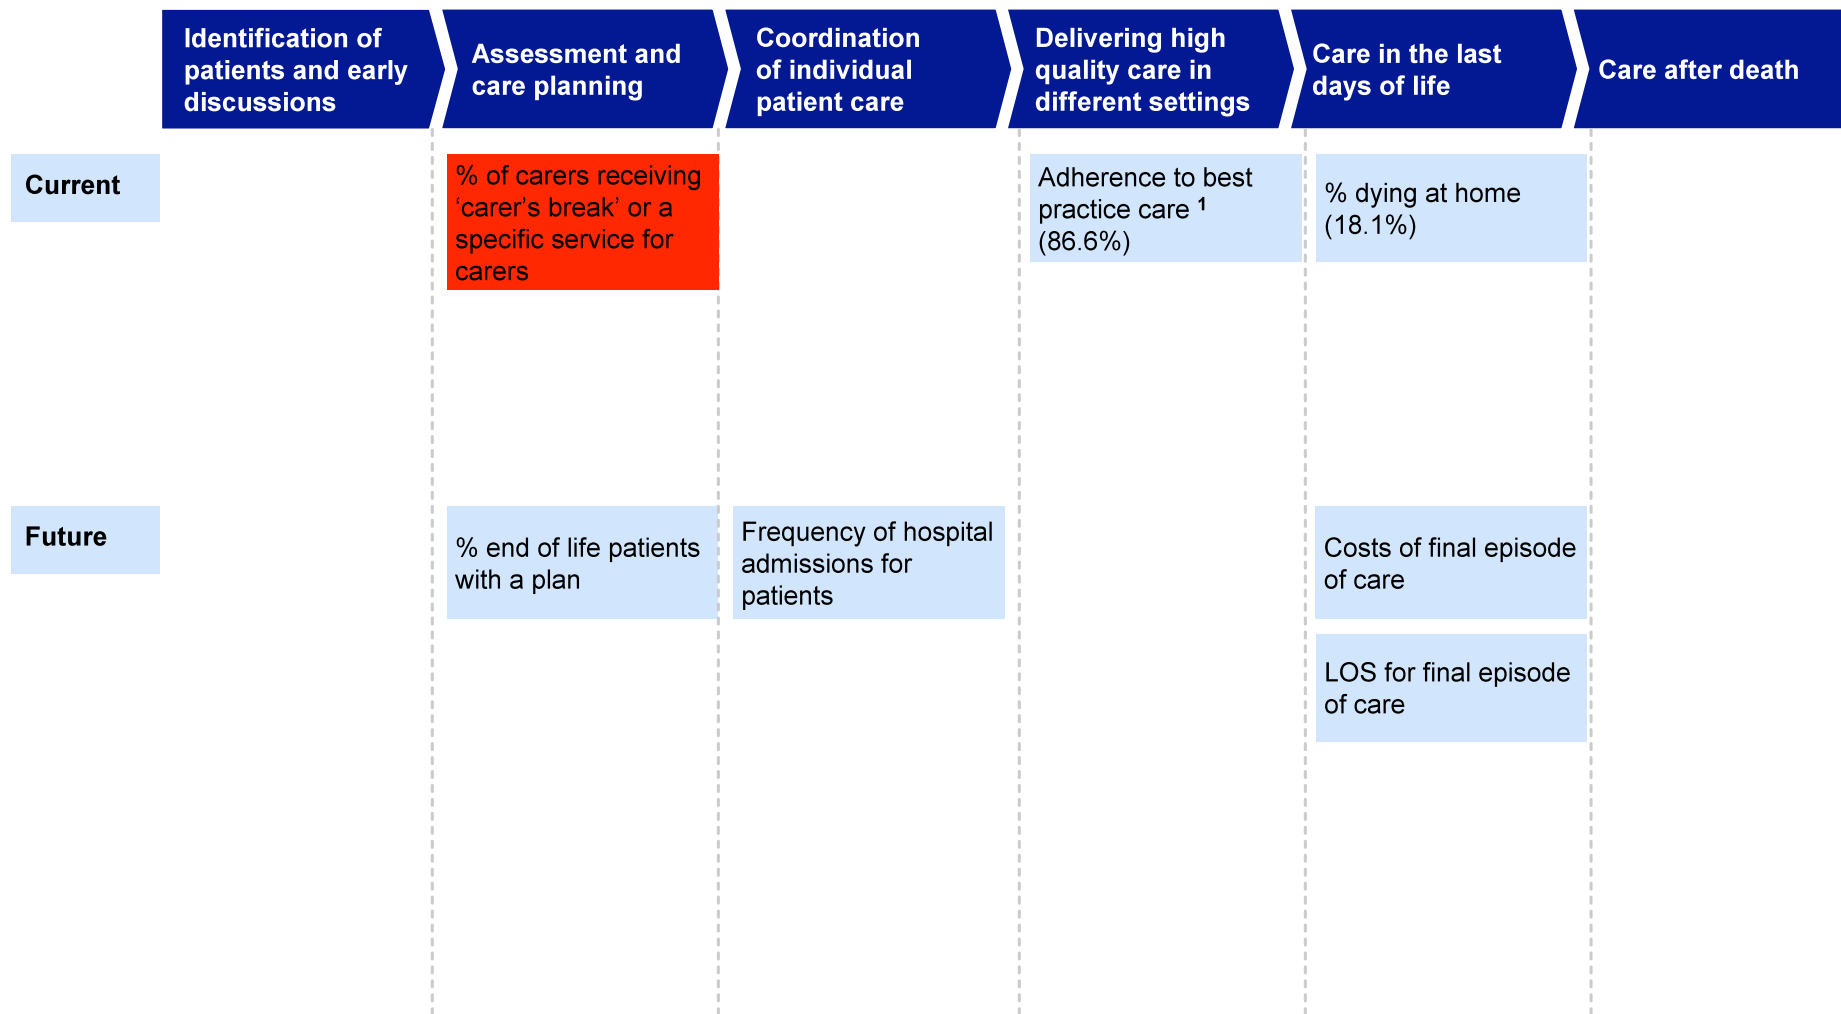 Identification of
patients and early
discussions
Assessment and
care planning
Coordination
of individual
patient care
Delivering high
quality care in
different settings
Care in the last
days of life
Care after death
Current
% of carers receiving
‘carer’s break’ or a
specific service for
carers
Adherence to best
practice care ¹
(86.6%)
% dying at home
(18.1%)
Future
% end of life patients
with a plan
Frequency of hospital
admissions for
patients
Costs of final episode
of care
LOS for final episode
of care